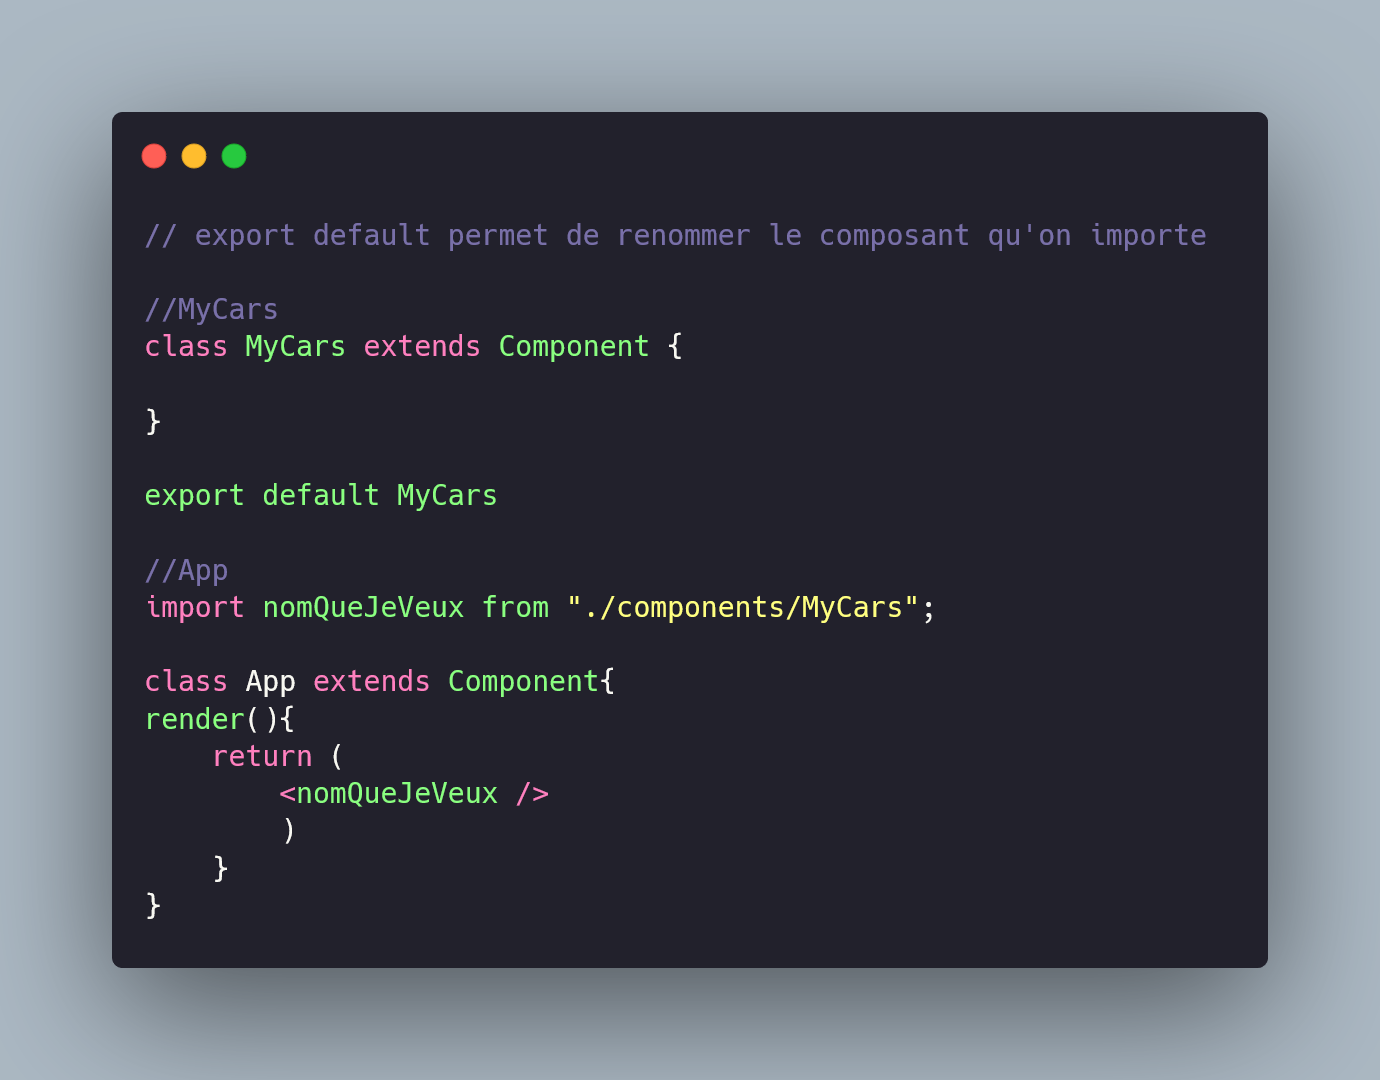 // export default permet de renommer le composant qu'on importe
//MyCars
class MyCars extends Component {
}
export default MyCars
//App
import nomQueJeVeux from "./components/MyCars";
class App extends Component{
render(){
    return (
        <nomQueJeVeux />
        )
    }
}